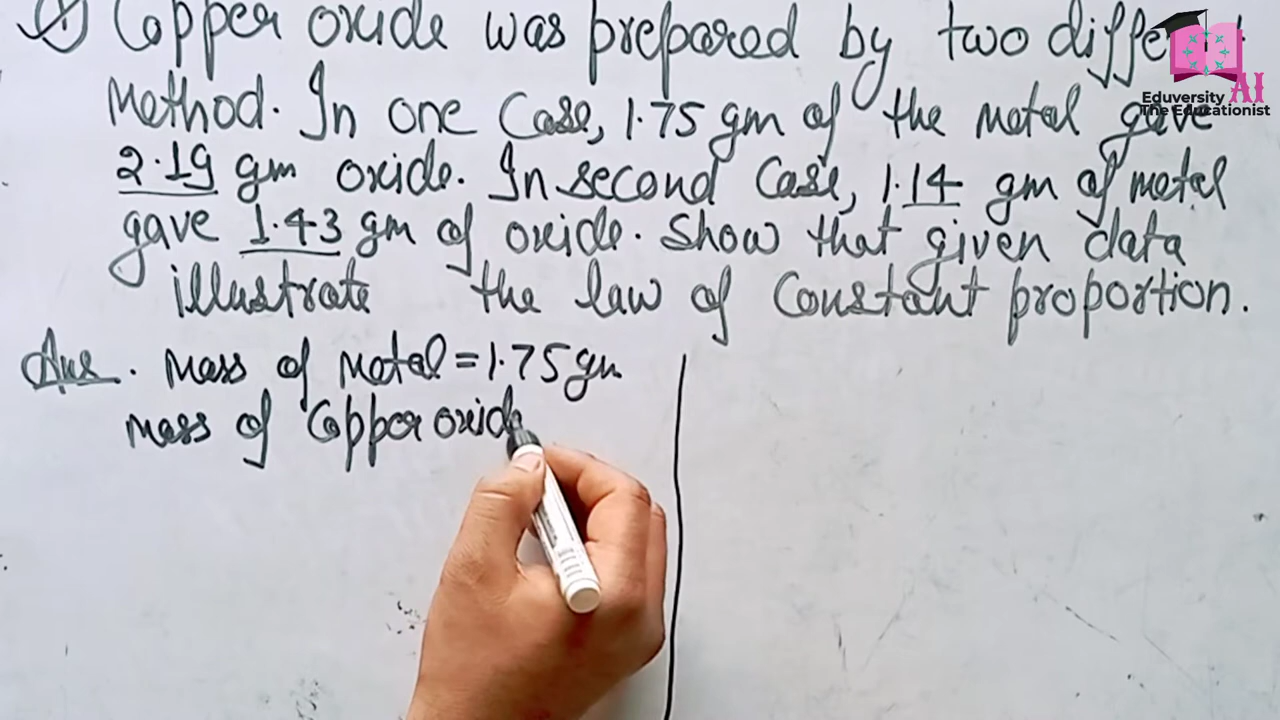 Copper oxide was prepared by two different
Method. In one Case, 1.75 gm of the metal gave
2.19 gm oxide. In second Case, 1.14 gm of metal
gave 1.43 gm of oxide. Show that given data
illustrate the law of Constant proportion.
Ans. Mass of Metal = 1.75 gm
Mass of Copper oxide
Eduversity AI
The Educationist